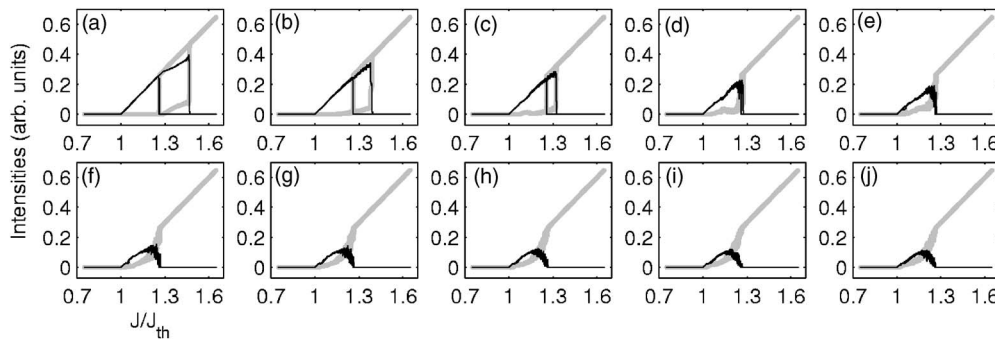 (a) (b) (c) (d) (e)
0.6 0.6 0.6 0.6 0.6
0.4 0.4 0.4 0.4 0.4
0.2 0.2 0.2 0.2 0.2
0 0 0 0 0
0.7 1 1.3 1.6 0.7 1 1.3 1.6 0.7 1 1.3 1.6 0.7 1 1.3 1.6 0.7 1 1.3 1.6
Intensities (arb. units)
(f) (g) (h) (i) (j)
0.6 0.6 0.6 0.6 0.6
0.4 0.4 0.4 0.4 0.4
0.2 0.2 0.2 0.2 0.2
0 0 0 0 0
0.7 1 1.3 1.6 0.7 1 1.3 1.6 0.7 1 1.3 1.6 0.7 1 1.3 1.6 0.7 1 1.3 1.6
J/Jth